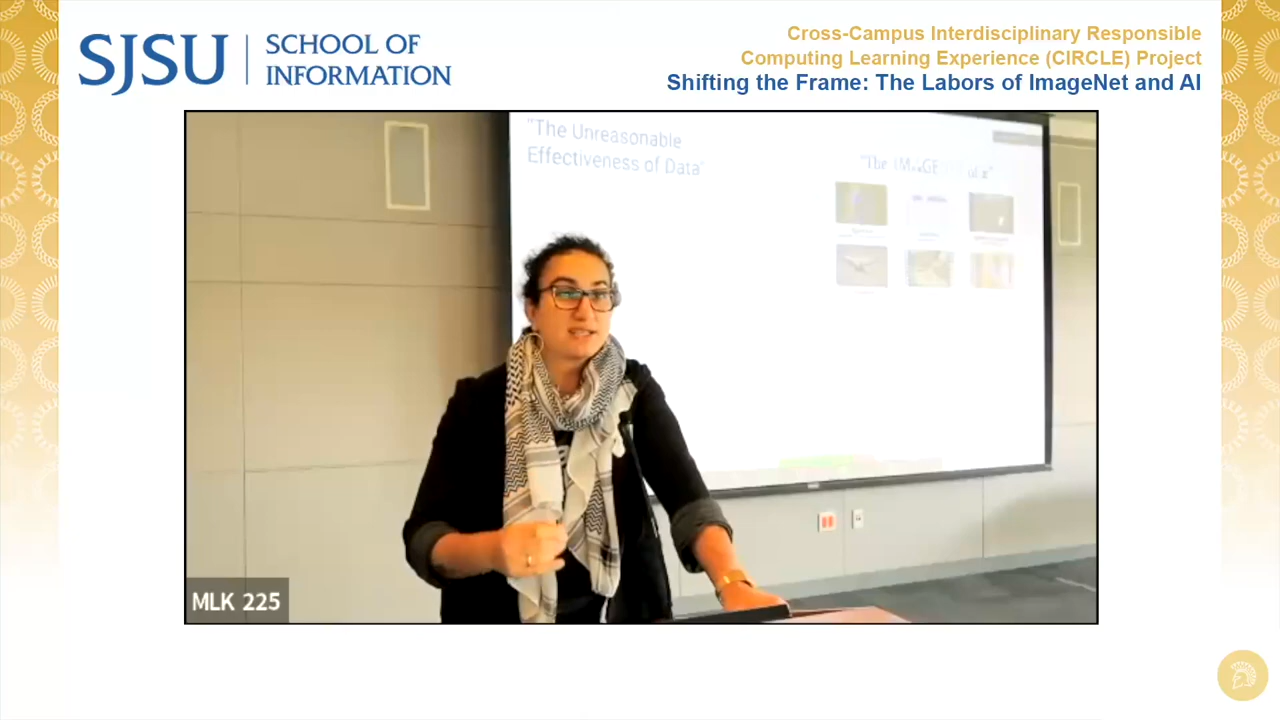 SJSU
SCHOOL OF
INFORMATION
Cross-Campus Interdisciplinary Responsible
Computing Learning Experience (CIRCLE) Project
Shifting the Frame: The Labors of ImageNet and AI
"The Unreasonable
Effectiveness of Data"
"The
MLK 225